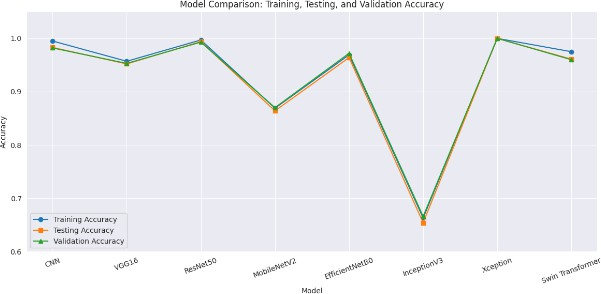 Model Comparison: Training, Testing, and Validation Accuracy
Accuracy
1.0
0.9
0.8
0.7
0.6
Training Accuracy
Testing Accuracy
Validation Accuracy
CNN
VGG16
ResNet50
MobileNetV2
EfficientNetB0
InceptionV3
Xception
Swin Transformer
Model